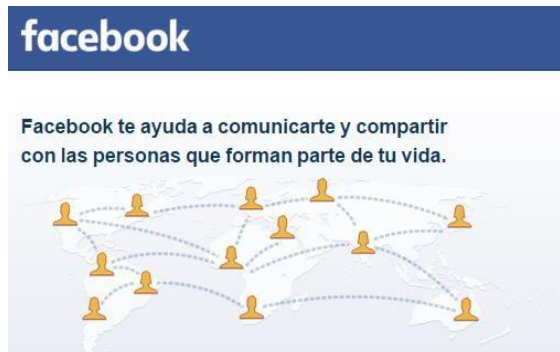 facebook
Facebook te ayuda a comunicarte y compartir
con las personas que forman parte de tu vida.